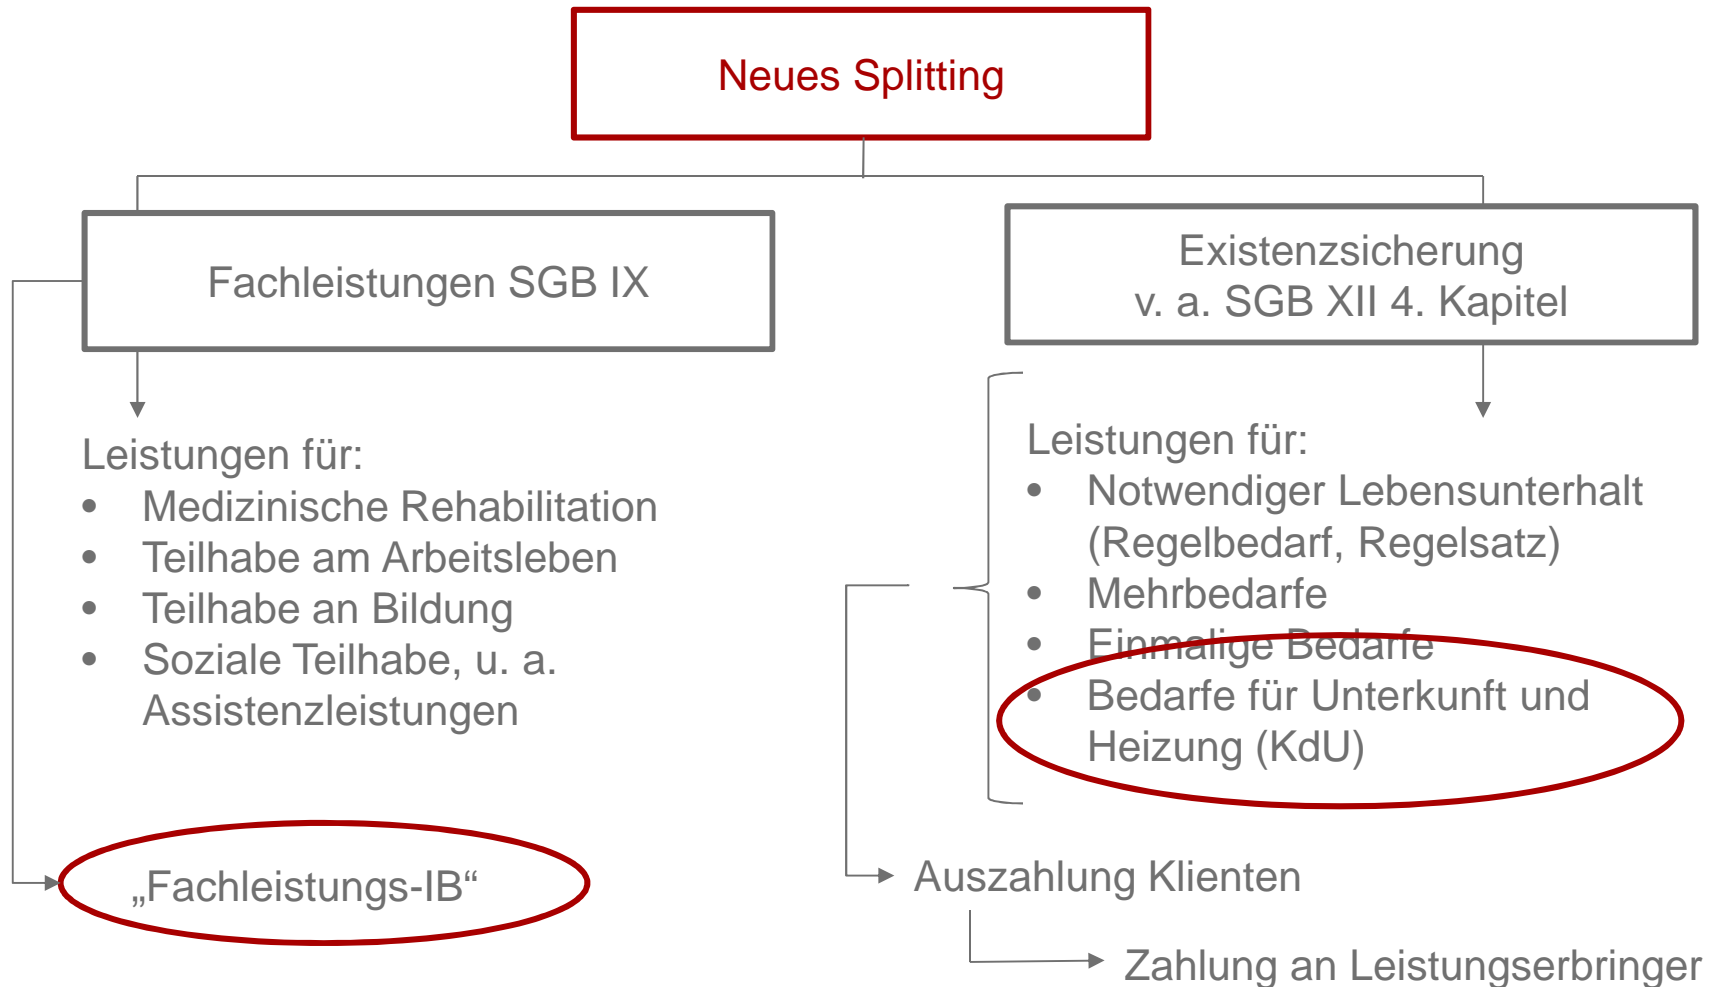 Neues Splitting
Fachleistungen SGB IX
Existenzsicherung
v. a. SGB XII 4. Kapitel
Leistungen für:
• Medizinische Rehabilitation
• Teilhabe am Arbeitsleben
• Teilhabe an Bildung
• Soziale Teilhabe, u. a.
Assistenzleistungen
„Fachleistungs-IB“
Leistungen für:
• Notwendiger Lebensunterhalt
(Regelbedarf, Regelsatz)
• Mehrbedarfe
• Einmalige Bedarfe
• Bedarfe für Unterkunft und
Heizung (KdU)
Auszahlung Klienten
Zahlung an Leistungserbringer